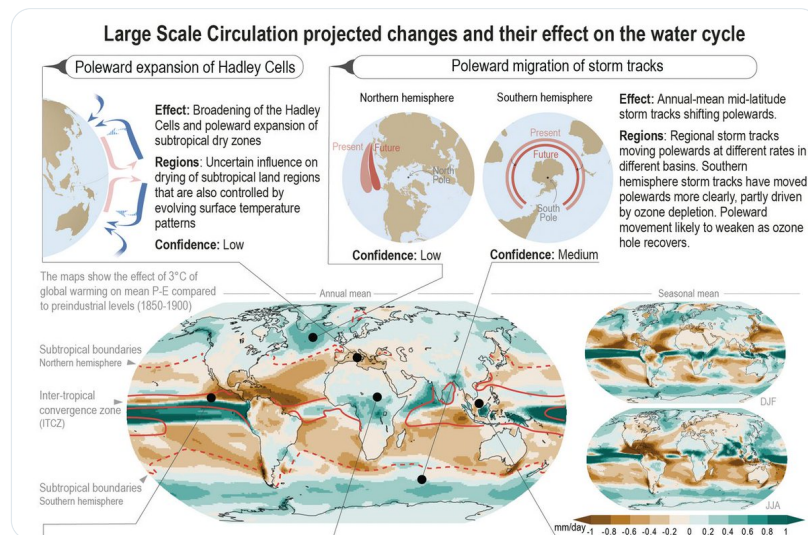 Large Scale Circulation projected changes and their effect on the water cycle
Poleward expansion of Hadley Cells
Effect: Broadening of the Hadley
Cells and poleward expansion of
subtropical dry zones
Regions: Uncertain influence on
drying of subtropical land regions
that are also controlled by
evolving surface temperature
patterns
Confidence: Low
Poleward migration of storm tracks
Northern hemisphere
Present
Future
North
Pole
Confidence: Low
Southern hemisphere
Present
Future
South
Pole
Confidence: Medium
Effect: Annual-mean mid-latitude
storm tracks shifting polewards.
Regions: Regional storm tracks
moving polewards at different rates in
different basins. Southern
hemisphere storm tracks have moved
polewards more clearly, partly driven
by ozone depletion. Poleward
movement likely to weaken as ozone
hole recovers.
The maps show the effect of 3°C of
global warming on mean P-E compared
to preindustrial levels (1850-1900)
Annual mean
Seasonal mean
Subtropical boundaries
Northern hemisphere
Inter-tropical
convergence zone
(ITCZ)
Subtropical boundaries
Southern hemisphere
DJF
JJA
mm/day -1 -0.8 -0.6 -0.4 -0.2 0 0.2 0.4 0.6 0.8 1